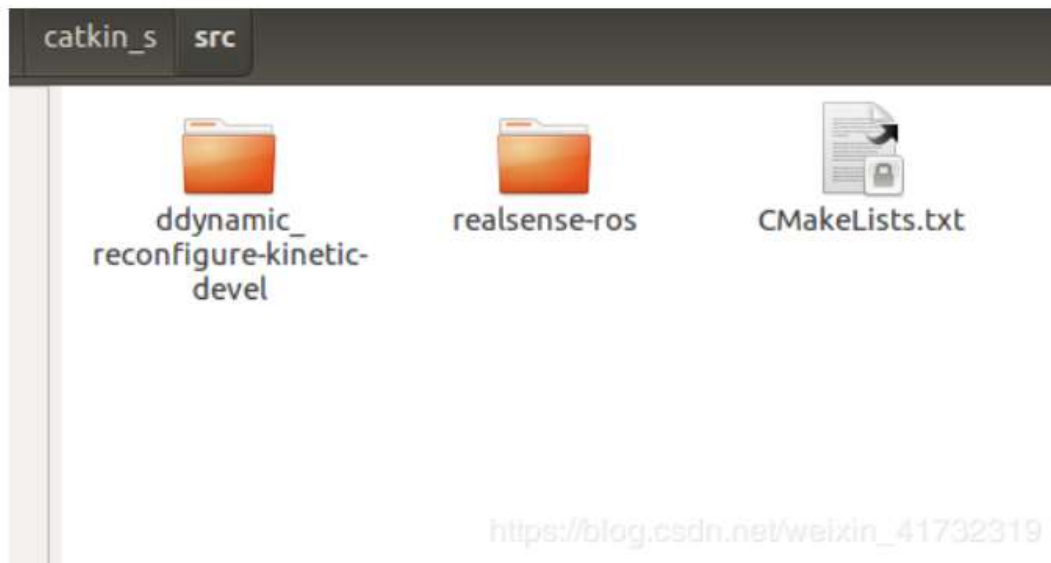 catkin_s src
ddynamic_
reconfigure-kinetic-
devel
realsense-ros
CMakeLists.txt
https://blog.csdn.net/weixin_41732319